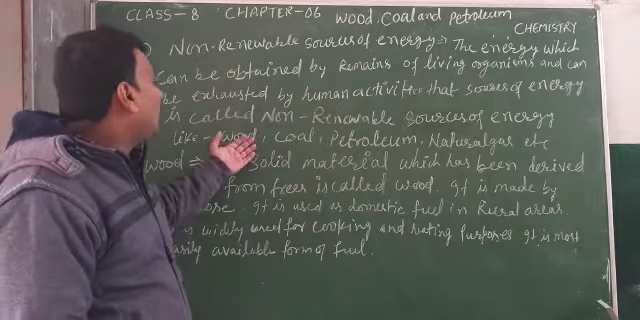 CLASS-8 CHAPTER-06 Wood, Coal and Petroleum
CHEMISTRY
) Non-Renewable sources of energy⇒ The energy which
can be obtained by remains of living organisms and can
be exhausted by human activities that sources of energy
is called Non-Renewable sources of energy
like- Wood, Coal, Petroleum, Natural gas etc
Wood ⇒ solid material which has been derived
from trees is called wood. It is made by
It is used as domestic fuel in Rural areas.
is widely used for cooking and heating purposes It is most
easily available form of fuel.